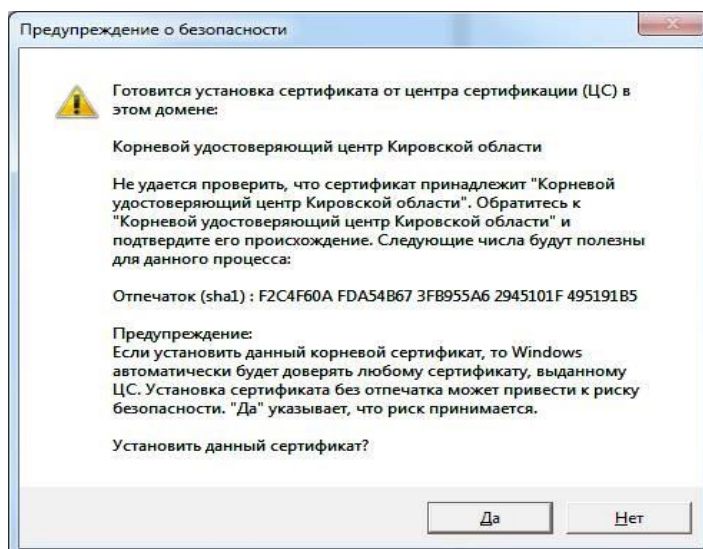 Предупреждение о безопасности
Готовится установка сертификата от центра сертификации (ЦС) в
этом домене:
Корневой удостоверяющий центр Кировской области
Не удается проверить, что сертификат принадлежит "Корневой
удостоверяющий центр Кировской области". Обратитесь к
"Корневой удостоверяющий центр Кировской области" и
подтвердите его происхождение. Следующие числа будут полезны
для данного процесса:
Отпечаток (sha1) : F2C4F60A FDA54B67 3FB955A6 2945101F 495191B5
Предупреждение:
Если установить данный корневой сертификат, то Windows
автоматически будет доверять любому сертификату, выданному
ЦС. Установка сертификата без отпечатка может привести к риску
безопасности. "Да" указывает, что риск принимается.
Установить данный сертификат?
Да
Нет